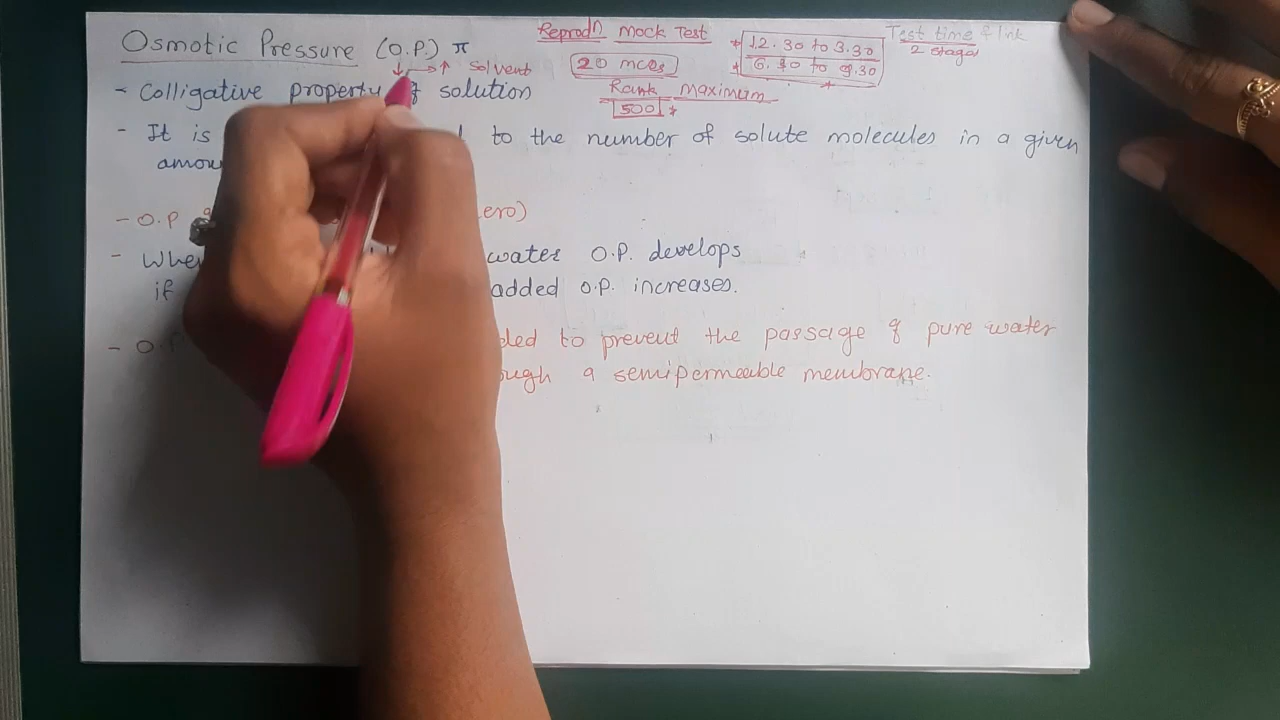 Osmotic Pressure (O.P.) π
↓ → ↑ Solvent
- Colligative property of solution
- It is to the number of solute molecules in a given
amou
- O.P ero)
- Whe water O.P. develops
if added O.P. increases.
- O.P ded to prevent the passage of pure water
ough a semipermeable membrane.
Reprodn Mock Test
20 mcqs
Rank Maximum
500 *
* 12.30 to 3.30
* 6.30 to 9.30
*
Test time & link
2 stages